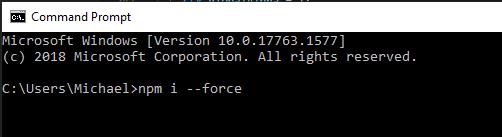 Command Prompt
Microsoft Windows [Version 10.0.17763.1577]
(c) 2018 Microsoft Corporation. All rights reserved.
C:\Users\Michael>npm i --force